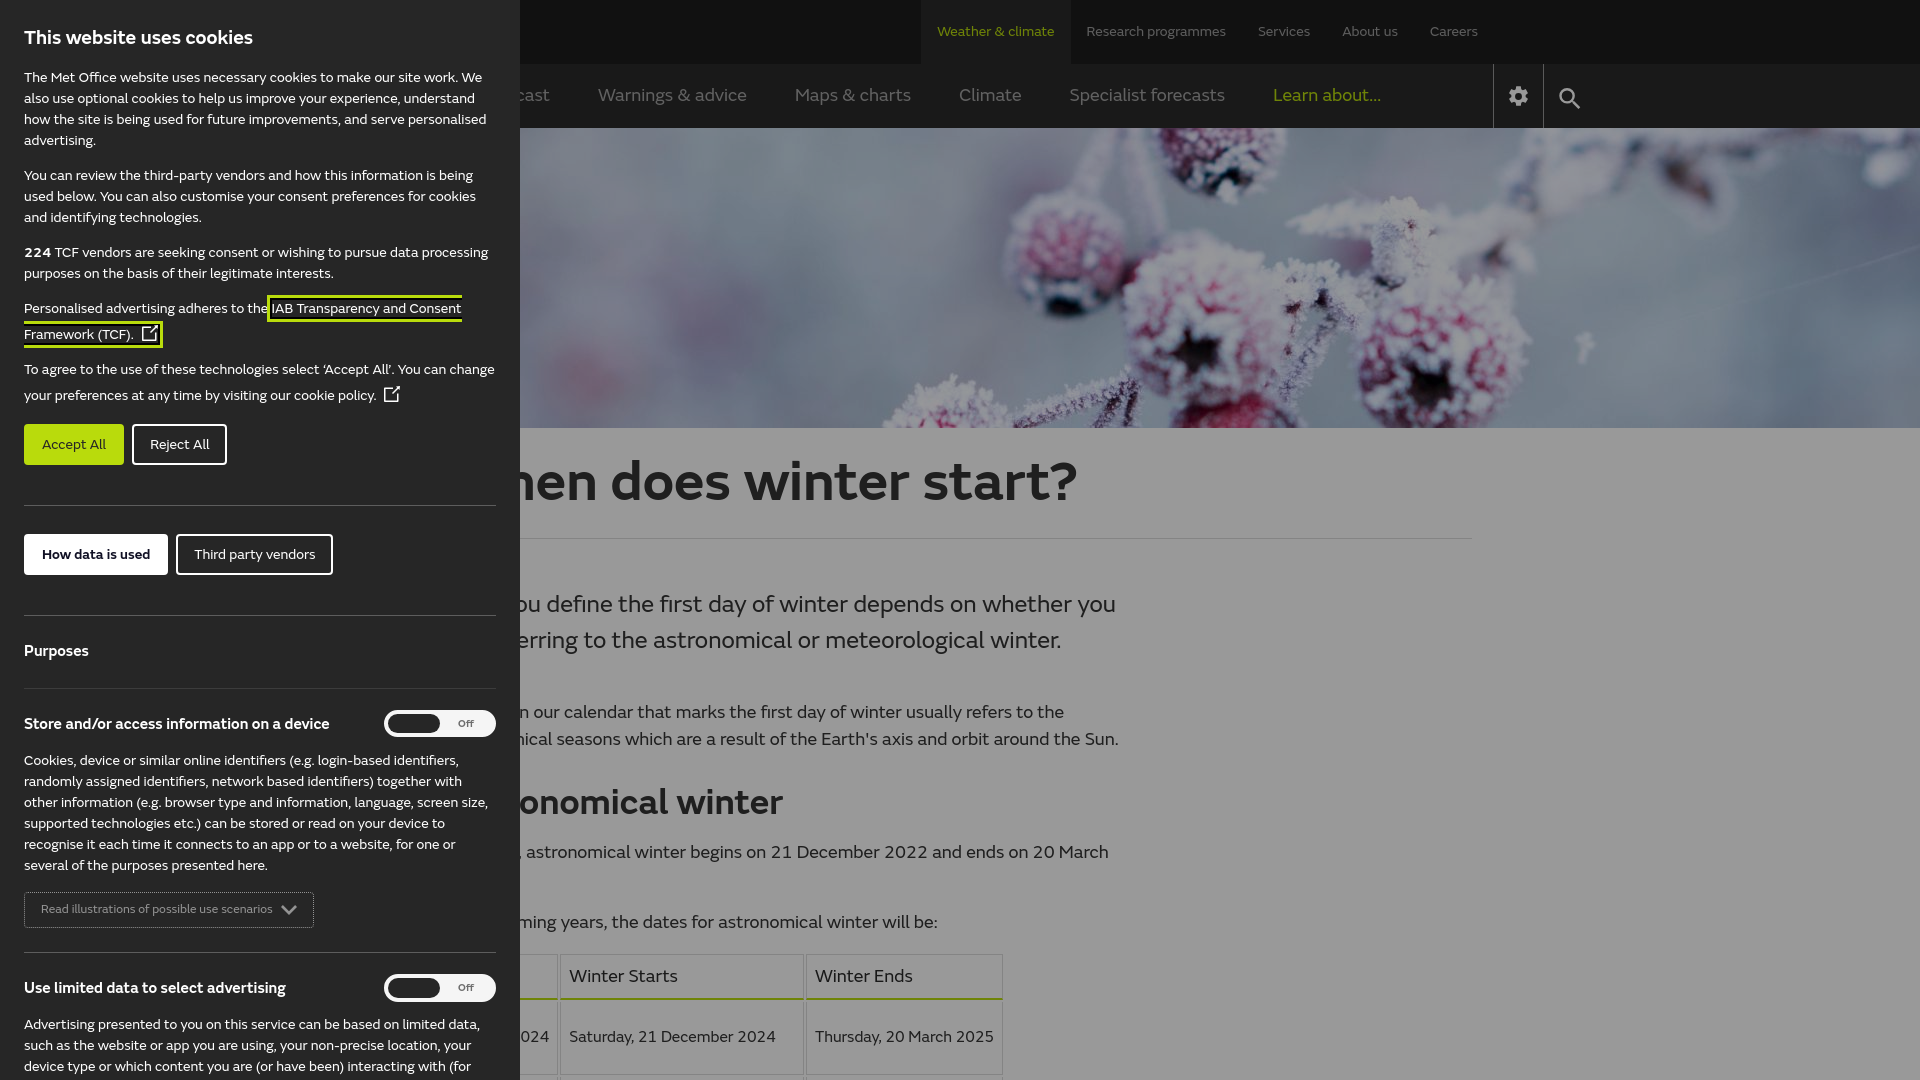 This website uses cookies
The Met Office website uses necessary cookies to make our site work. We
also use optional cookies to help us improve your experience, understand
how the site is being used for future improvements, and serve personalised
advertising.
You can review the third-party vendors and how this information is being
used below. You can also customise your consent preferences for cookies
and identifying technologies.
224 TCF vendors are seeking consent or wishing to pursue data processing
purposes on the basis of their legitimate interests.
Personalised advertising adheres to the IAB Transparency and Consent
Framework (TCF).
To agree to the use of these technologies select ‘Accept All’. You can change
your preferences at any time by visiting our cookie policy.
Accept All Reject All
How data is used Third party vendors
Purposes
Store and/or access information on a device Off
Cookies, device or similar online identifiers (e.g. login-based identifiers,
randomly assigned identifiers, network based identifiers) together with
other information (e.g. browser type and information, language, screen size,
supported technologies etc.) can be stored or read on your device to
recognise it each time it connects to an app or to a website, for one or
several of the purposes presented here.
Read illustrations of possible use scenarios
Use limited data to select advertising Off
Advertising presented to you on this service can be based on limited data,
such as the website or app you are using, your non-precise location, your
device type or which content you are (or have been) interacting with (for
Weather & climate Research programmes Services About us Careers
cast Warnings & advice Maps & charts Climate Specialist forecasts Learn about...
hen does winter start?
ou define the first day of winter depends on whether you
erring to the astronomical or meteorological winter.
n our calendar that marks the first day of winter usually refers to the
nical seasons which are a result of the Earth's axis and orbit around the Sun.
onomical winter
, astronomical winter begins on 21 December 2022 and ends on 20 March
ming years, the dates for astronomical winter will be:
Winter Starts Winter Ends
024 Saturday, 21 December 2024 Thursday, 20 March 2025